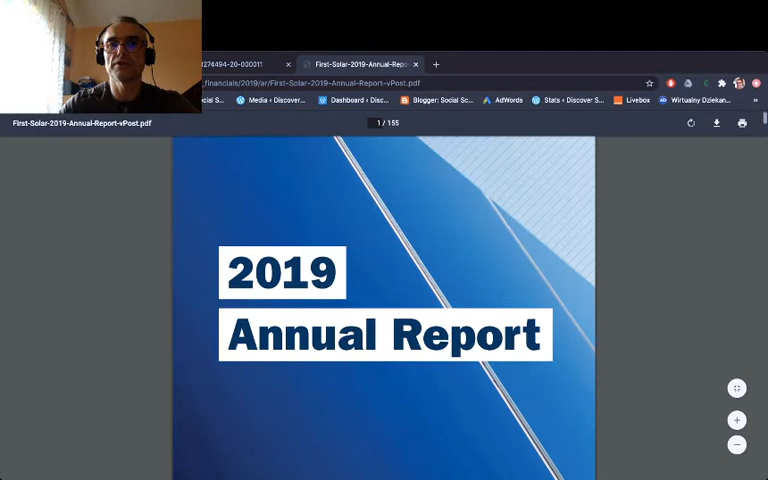 1274494-20-000011
First-Solar-2019-Annual-Rep
_financials/2019/ar/First-Solar-2019-Annual-Report-vPost.pdf
cial S...
Media ‹ Discover...
Dashboard ‹ Disc...
Blogger: Social Sc...
AdWords
Stats ‹ Discover S...
Livebox
Wirtualny Dziekan...
»
First-Solar-2019-Annual-Report-vPost.pdf
1 / 155
2019
Annual Report